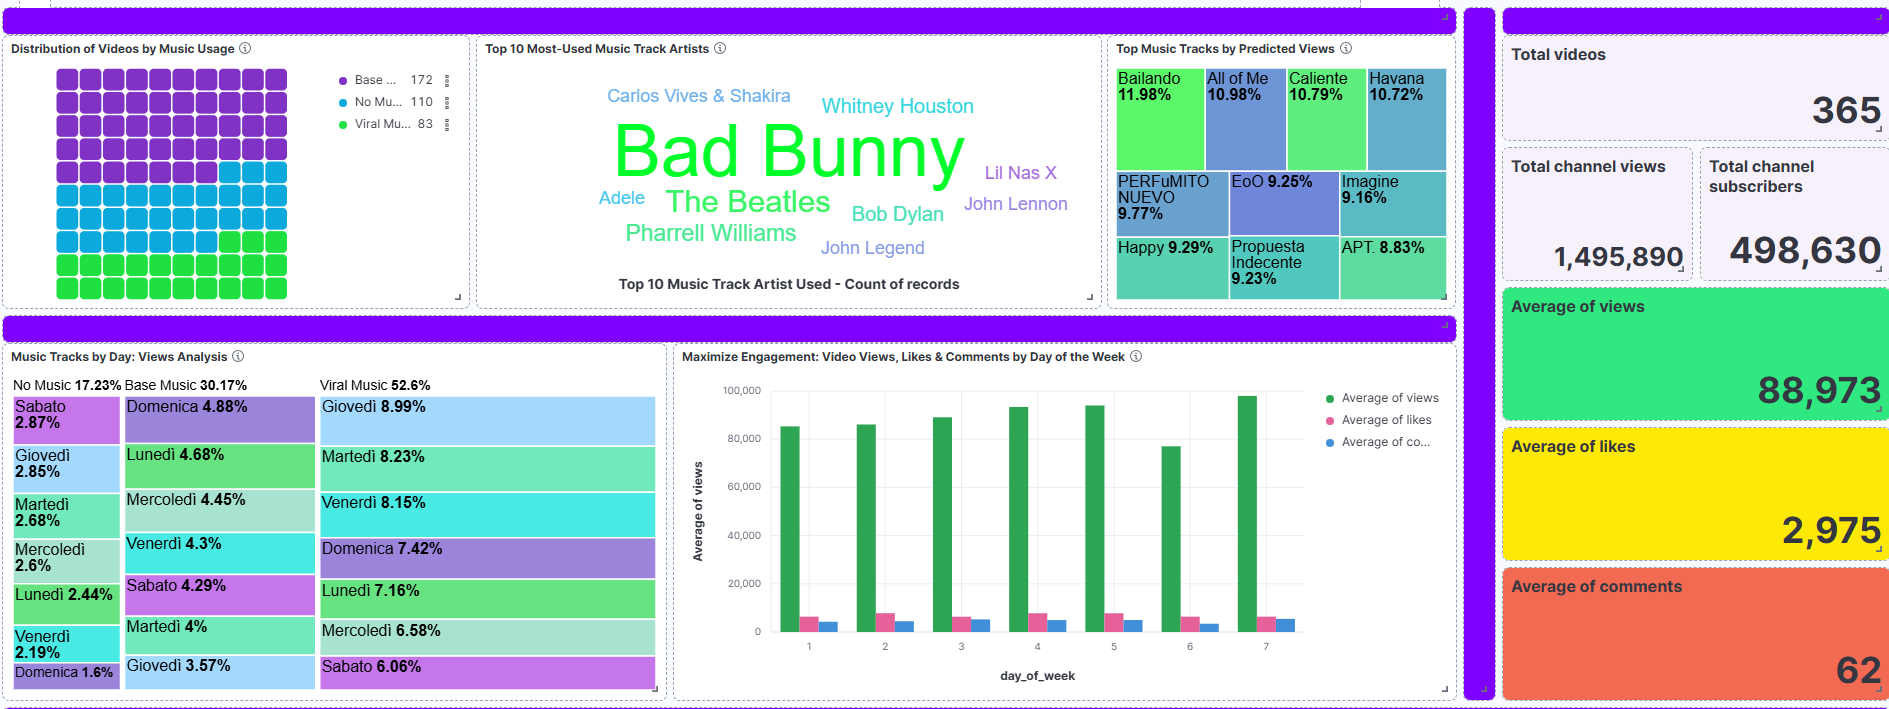 Distribution of Videos by Music Usage
Base ... 172
No Mu... 110
Viral Mu... 83
Top 10 Most-Used Music Track Artists
Carlos Vives & Shakira
Whitney Houston
Bad Bunny
Lil Nas X
Adele
The Beatles
Bob Dylan
John Lennon
Pharrell Williams
John Legend
Top 10 Music Track Artist Used - Count of records
Top Music Tracks by Predicted Views
Bailando
11.98%
All of Me
10.98%
Caliente
10.79%
Havana
10.72%
PERFuMITO
NUEVO
9.77%
EoO 9.25%
Imagine
9.16%
Happy 9.29%
Propuesta
Indecente
9.23%
APT. 8.83%
Total videos
365
Total channel views
1,495,890
Total channel
subscribers
498,630
Average of views
88,973
Average of likes
2,975
Average of comments
62
Music Tracks by Day: Views Analysis
No Music 17.23%
Sabato
2.87%
Giovedì
2.85%
Martedì
2.68%
Mercoledì
2.6%
Lunedì 2.44%
Venerdì
2.19%
Domenica 1.6%
Base Music 30.17%
Domenica 4.88%
Lunedì 4.68%
Mercoledì 4.45%
Venerdì 4.3%
Sabato 4.29%
Martedì 4%
Giovedì 3.57%
Viral Music 52.6%
Giovedì 8.99%
Martedì 8.23%
Venerdì 8.15%
Domenica 7.42%
Lunedì 7.16%
Mercoledì 6.58%
Sabato 6.06%
Maximize Engagement: Video Views, Likes & Comments by Day of the Week
Average of views
100,000
80,000
60,000
40,000
20,000
0
1 2 3 4 5 6 7
day_of_week
Average of views
Average of likes
Average of co...